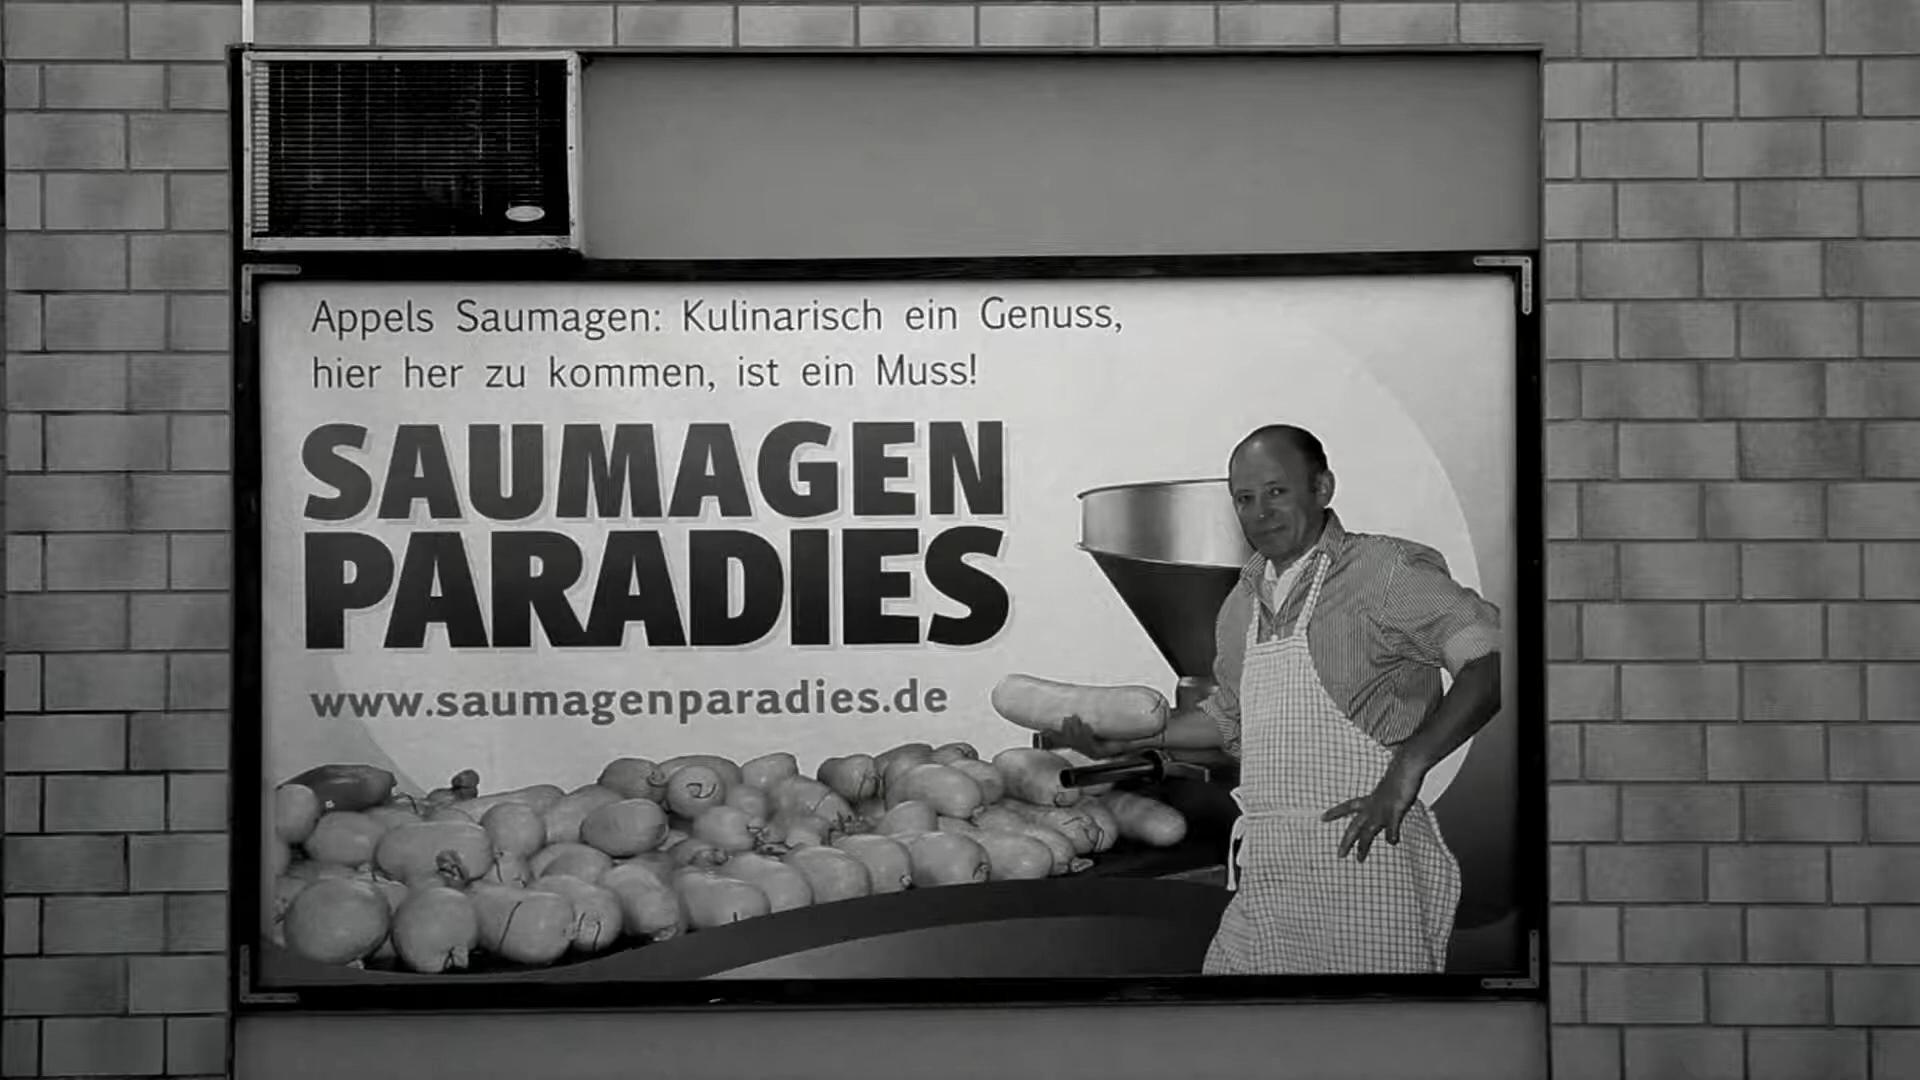 Appels Saumagen: Kulinarisch ein Genuss,
hier her zu kommen, ist ein Muss!
SAUMAGEN
PARADIES
www.saumagenparadies.de